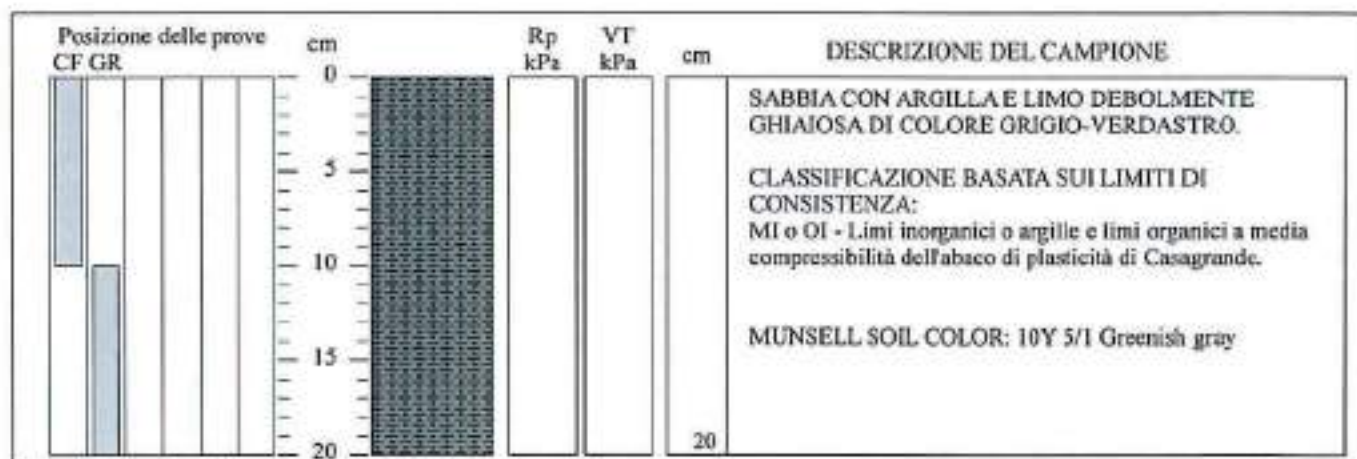 Posizione delle prove
CF GR
cm
Rp
kPa
VT
kPa
cm
DESCRIZIONE DEL CAMPIONE
0
5
10
15
20
20
SABBIA CON ARGILLA E LIMO DEBOLMENTE
GHIAIOSA DI COLORE GRIGIO-VERDASTRO.
CLASSIFICAZIONE BASATA SUI LIMITI DI
CONSISTENZA:
MI o OI - Limi inorganici o argille e limi organici a media
compressibilità dell'abaco di plasticità di Casagrande.
MUNSELL SOIL COLOR: 10Y 5/1 Greenish gray